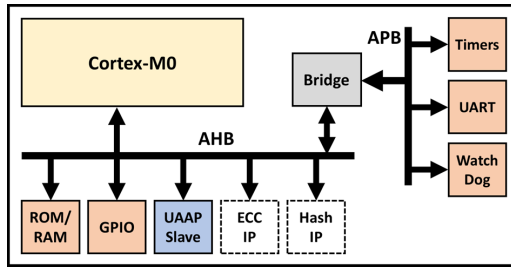 Cortex-M0
Bridge
APB
Timers
UART
Watch
Dog
AHB
ROM/
RAM
GPIO
UAAP
Slave
ECC
IP
Hash
IP